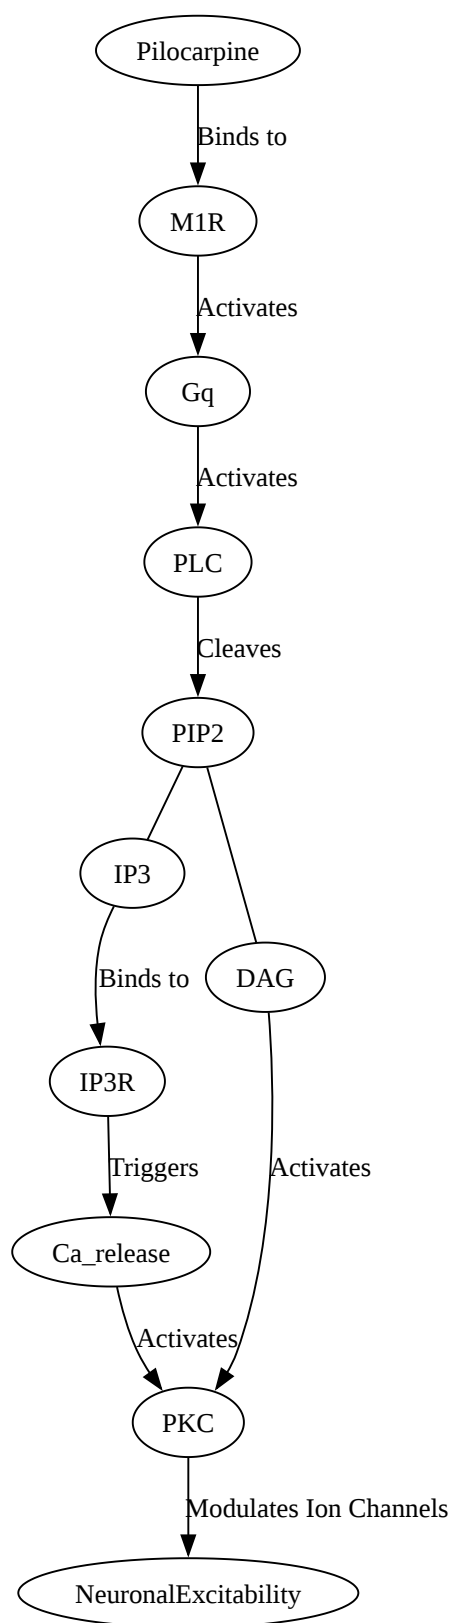 Pilocarpine
Binds to
M1R
Activates
Gq
Activates
PLC
Cleaves
PIP2
IP3
DAG
Binds to
IP3R
Triggers
Activates
Ca_release
Activates
PKC
Modulates Ion Channels
NeuronalExcitability